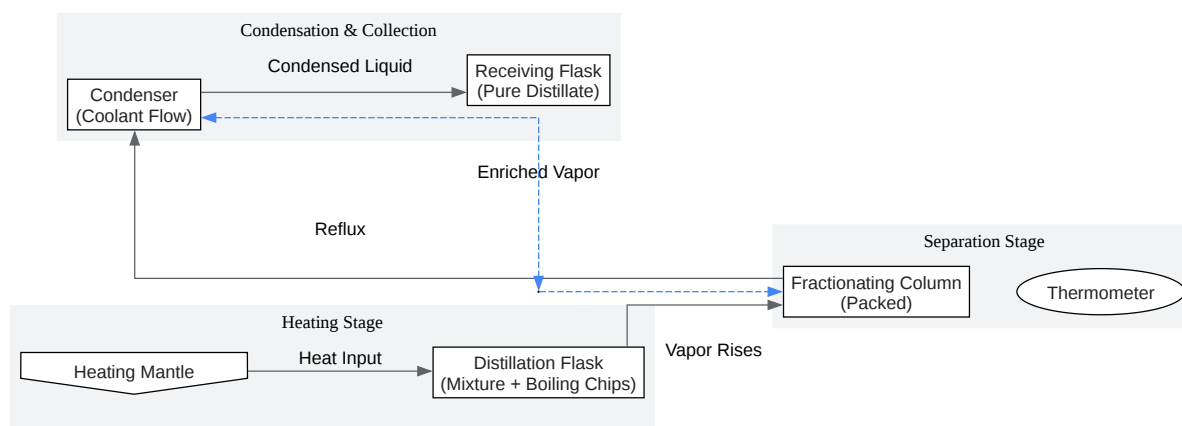 Condensation & Collection
Condensed Liquid
Receiving Flask
(Pure Distillate)
Condenser
(Coolant Flow)
Enriched Vapor
Reflux
Separation Stage
Fractionating Column
(Packed)
Thermometer
Heating Stage
Heat Input
Vapor Rises
Heating Mantle
Distillation Flask
(Mixture + Boiling Chips)